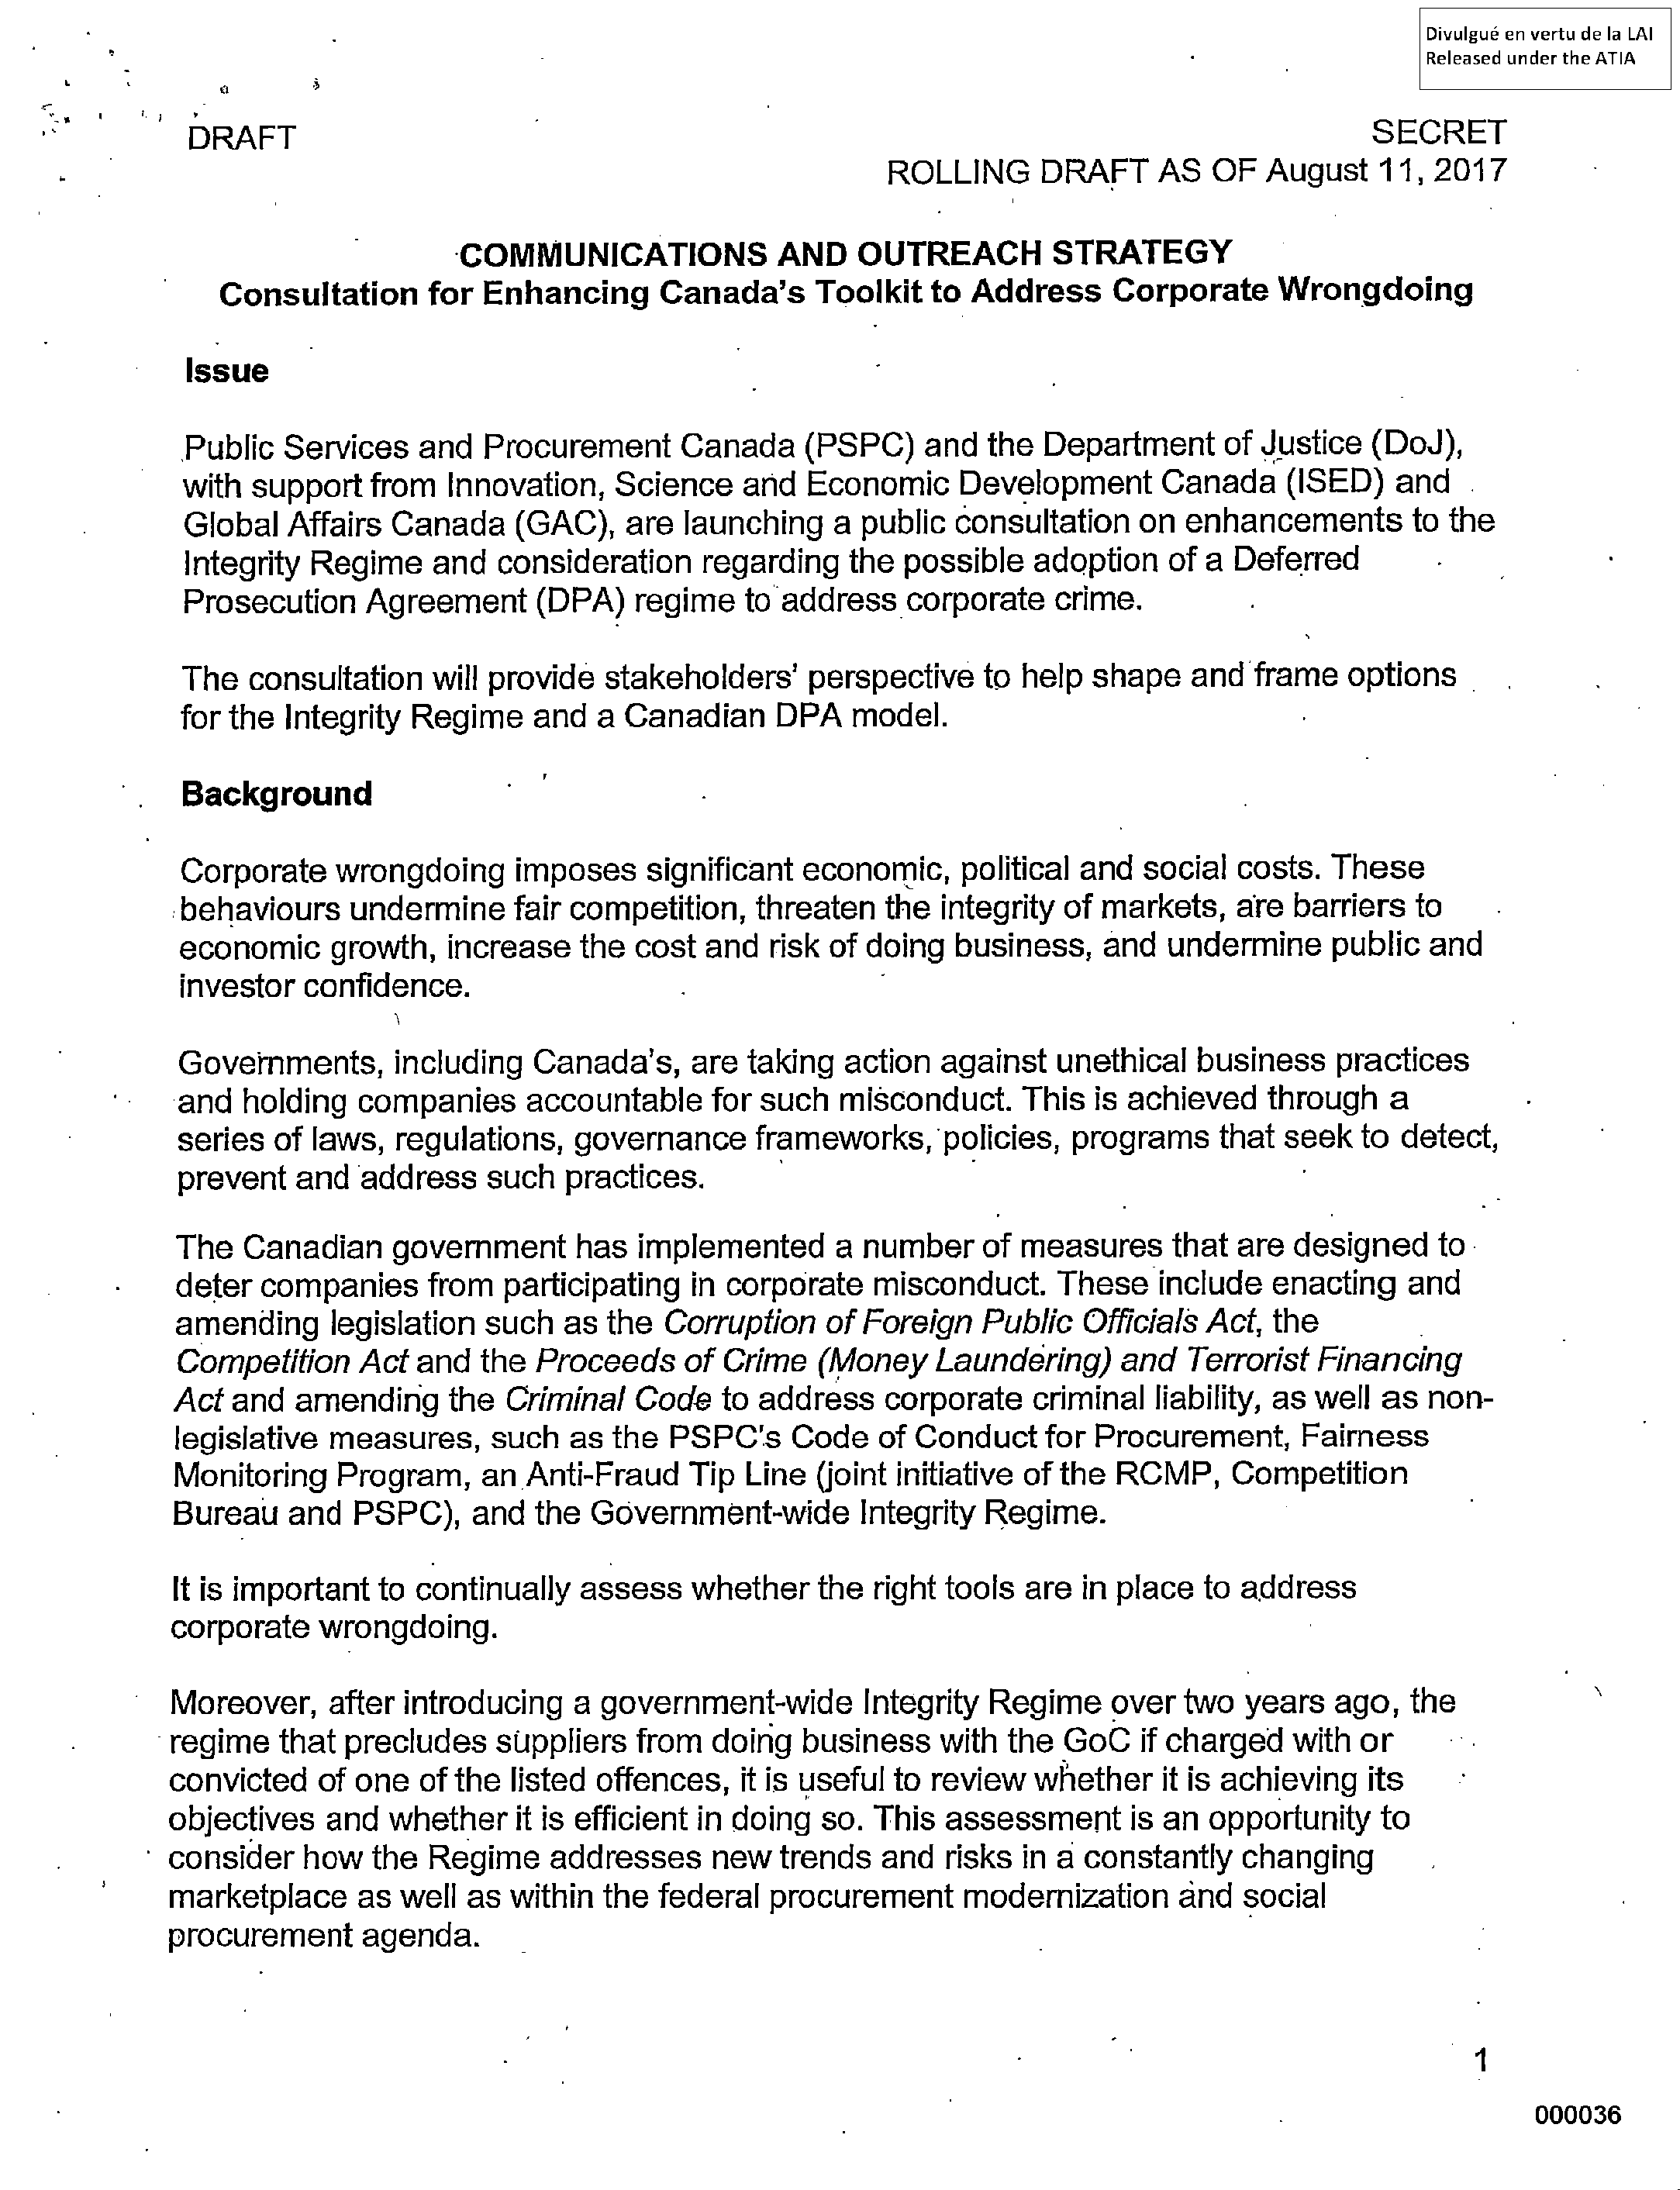 Divulgué en vertu de la LAI
Released under the ATIA
DRAFT
SECRET
ROLLING DRAFT AS OF August 11, 2017
COMMUNICATIONS AND OUTREACH STRATEGY
Consultation for Enhancing Canada's Toolkit to Address Corporate Wrongdoing
Issue
Public Services and Procurement Canada (PSPC) and the Department of Justice (DoJ),
with support from Innovation, Science and Economic Development Canada (ISED) and
Global Affairs Canada (GAC), are launching a public consultation on enhancements to the
Integrity Regime and consideration regarding the possible adoption of a Deferred
Prosecution Agreement (DPA) regime to address corporate crime.
The consultation will provide stakeholders' perspective to help shape and frame options
for the Integrity Regime and a Canadian DPA model.
Background
Corporate wrongdoing imposes significant economic, political and social costs. These
behaviours undermine fair competition, threaten the integrity of markets, are barriers to
economic growth, increase the cost and risk of doing business, and undermine public and
investor confidence.
Governments, including Canada's, are taking action against unethical business practices
and holding companies accountable for such misconduct. This is achieved through a
series of laws, regulations, governance frameworks, policies, programs that seek to detect,
prevent and address such practices.
The Canadian government has implemented a number of measures that are designed to
deter companies from participating in corporate misconduct. These include enacting and
amending legislation such as the Corruption of Foreign Public Officials Act, the
Competition Act and the Proceeds of Crime (Money Laundering) and Terrorist Financing
Act and amending the Criminal Code to address corporate criminal liability, as well as non-
legislative measures, such as the PSPC's Code of Conduct for Procurement, Fairness
Monitoring Program, an Anti-Fraud Tip Line (joint initiative of the RCMP, Competition
Bureau and PSPC), and the Government-wide Integrity Regime.
It is important to continually assess whether the right tools are in place to address
corporate wrongdoing.
Moreover, after introducing a government-wide Integrity Regime over two years ago, the
regime that precludes suppliers from doing business with the GoC if charged with or
convicted of one of the listed offences, it is useful to review whether it is achieving its
objectives and whether it is efficient in doing so. This assessment is an opportunity to
consider how the Regime addresses new trends and risks in a constantly changing
marketplace as well as within the federal procurement modernization and social
procurement agenda.
1
000036